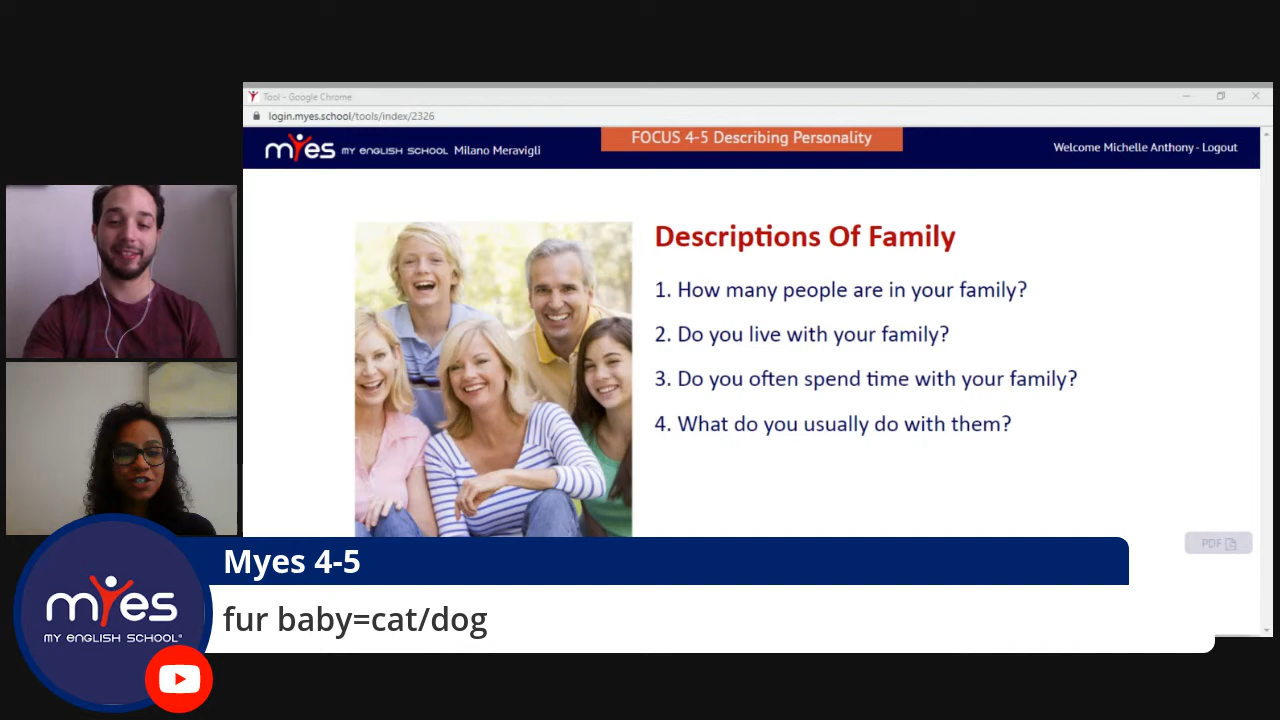 Tool - Google Chrome
login.myes.school/tools/index/2326
myes MY ENGLISH SCHOOL Milano Meravigli
FOCUS 4-5 Describing Personality
Welcome Michelle Anthony - Logout
Descriptions Of Family
1. How many people are in your family?
2. Do you live with your family?
3. Do you often spend time with your family?
4. What do you usually do with them?
PDF
Myes 4-5
fur baby=cat/dog
myes
MY ENGLISH SCHOOL®